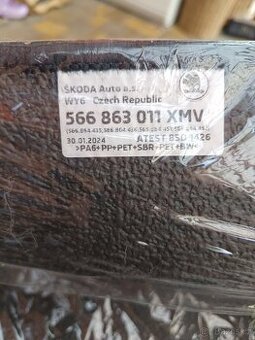 ŠKODA Auto a.s.
WY6 Czech Republic
566 863 011 XMV
30.01.2024 ATEST 8SD 1426
>PA6+PP+PET+SBR+PET+BW<